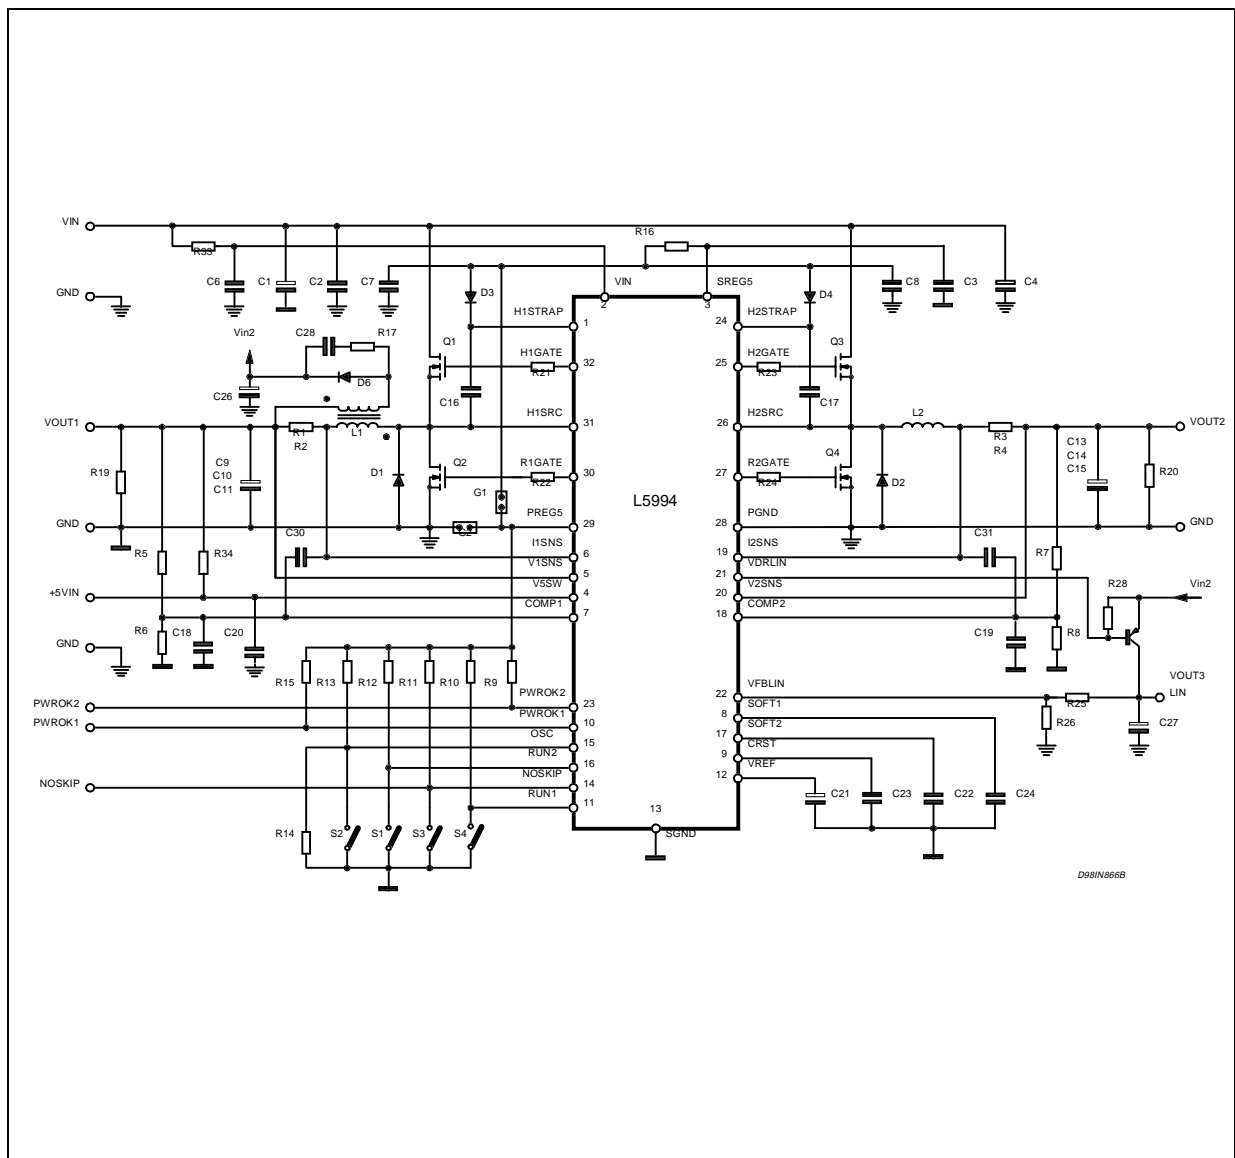 VIN
R16
R33
GND
C6
C1
C2
C7
D3
VIN
2
SREG5
3
D4
C8
C3
C4
H1STRAP
1
24
H2STRAP
Vin2
C28
R17
Q1
H1GATE
R21
32
25
H2GATE
R23
Q3
D6
C26
C16
C17
VOUT1
R1
R2
L1
H1SRC
31
26
H2SRC
L2
R3
R4
VOUT2
R19
C9
C10
C11
D1
Q2
R1GATE
R22
30
27
R2GATE
R24
Q4
D2
C13
C14
C15
R20
G1
L5994
GND
PREG5
29
28
PGND
GND
G2
R5
R34
C30
I1SNS
6
19
I2SNS
C31
R7
V1SNS
5
21
VDRLIN
+5VIN
V5SW
4
20
V2SNS
R28
Vin2
COMP1
7
18
COMP2
GND
R6
C18
C20
C19
R8
R15
R13
R12
R11
R10
R9
VOUT3
LIN
PWROK2
PWROK2
23
22
VFBLIN
R25
PWROK1
PWROK1
10
8
SOFT1
R26
C27
OSC
15
17
SOFT2
RUN2
16
9
CRST
NOSKIP
NOSKIP
14
12
VREF
RUN1
11
C21
C23
C22
C24
R14
S2
S1
S3
S4
13
SGND
D98IN866B